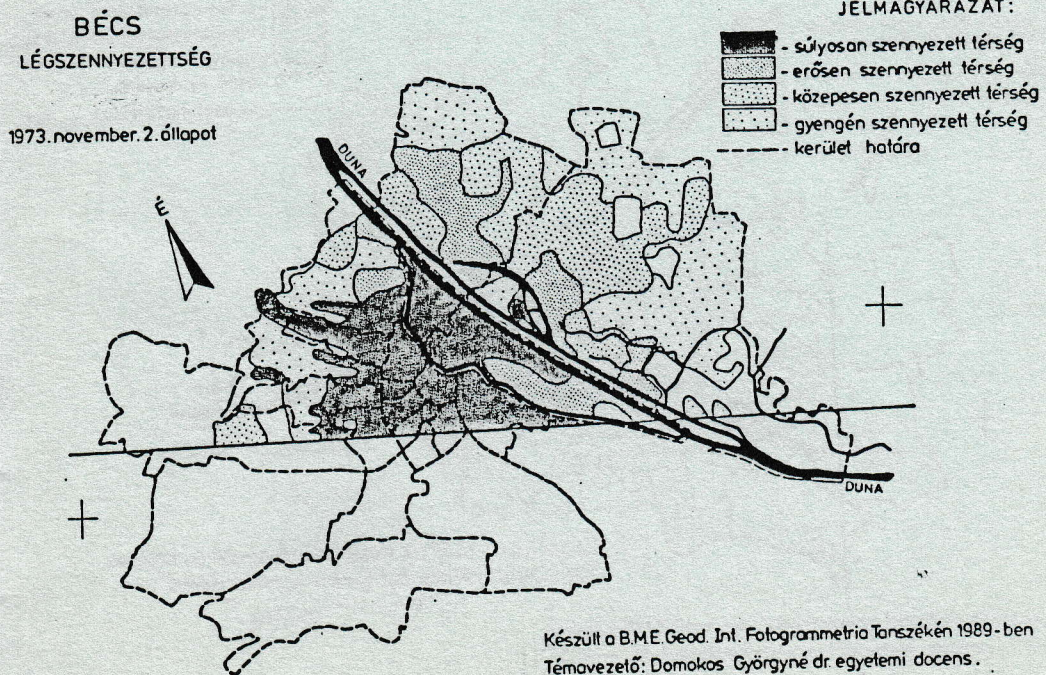 BÉCS
LÉGSZENNYEZETTSÉG
1973.november.2.állapot
JELMAGYARÁZAT:
- súlyosan szennyezett térség
- erősen szennyezett térség
- közepesen szennyezett térség
- gyengén szennyezett térség
- kerület határa
É
DUNA
DUNA
Készült a B.M.E. Geod. Int. Fotogrammetria Tanszékén 1989-ben
Témavezető: Domokos Györgyné dr. egyetemi docens.